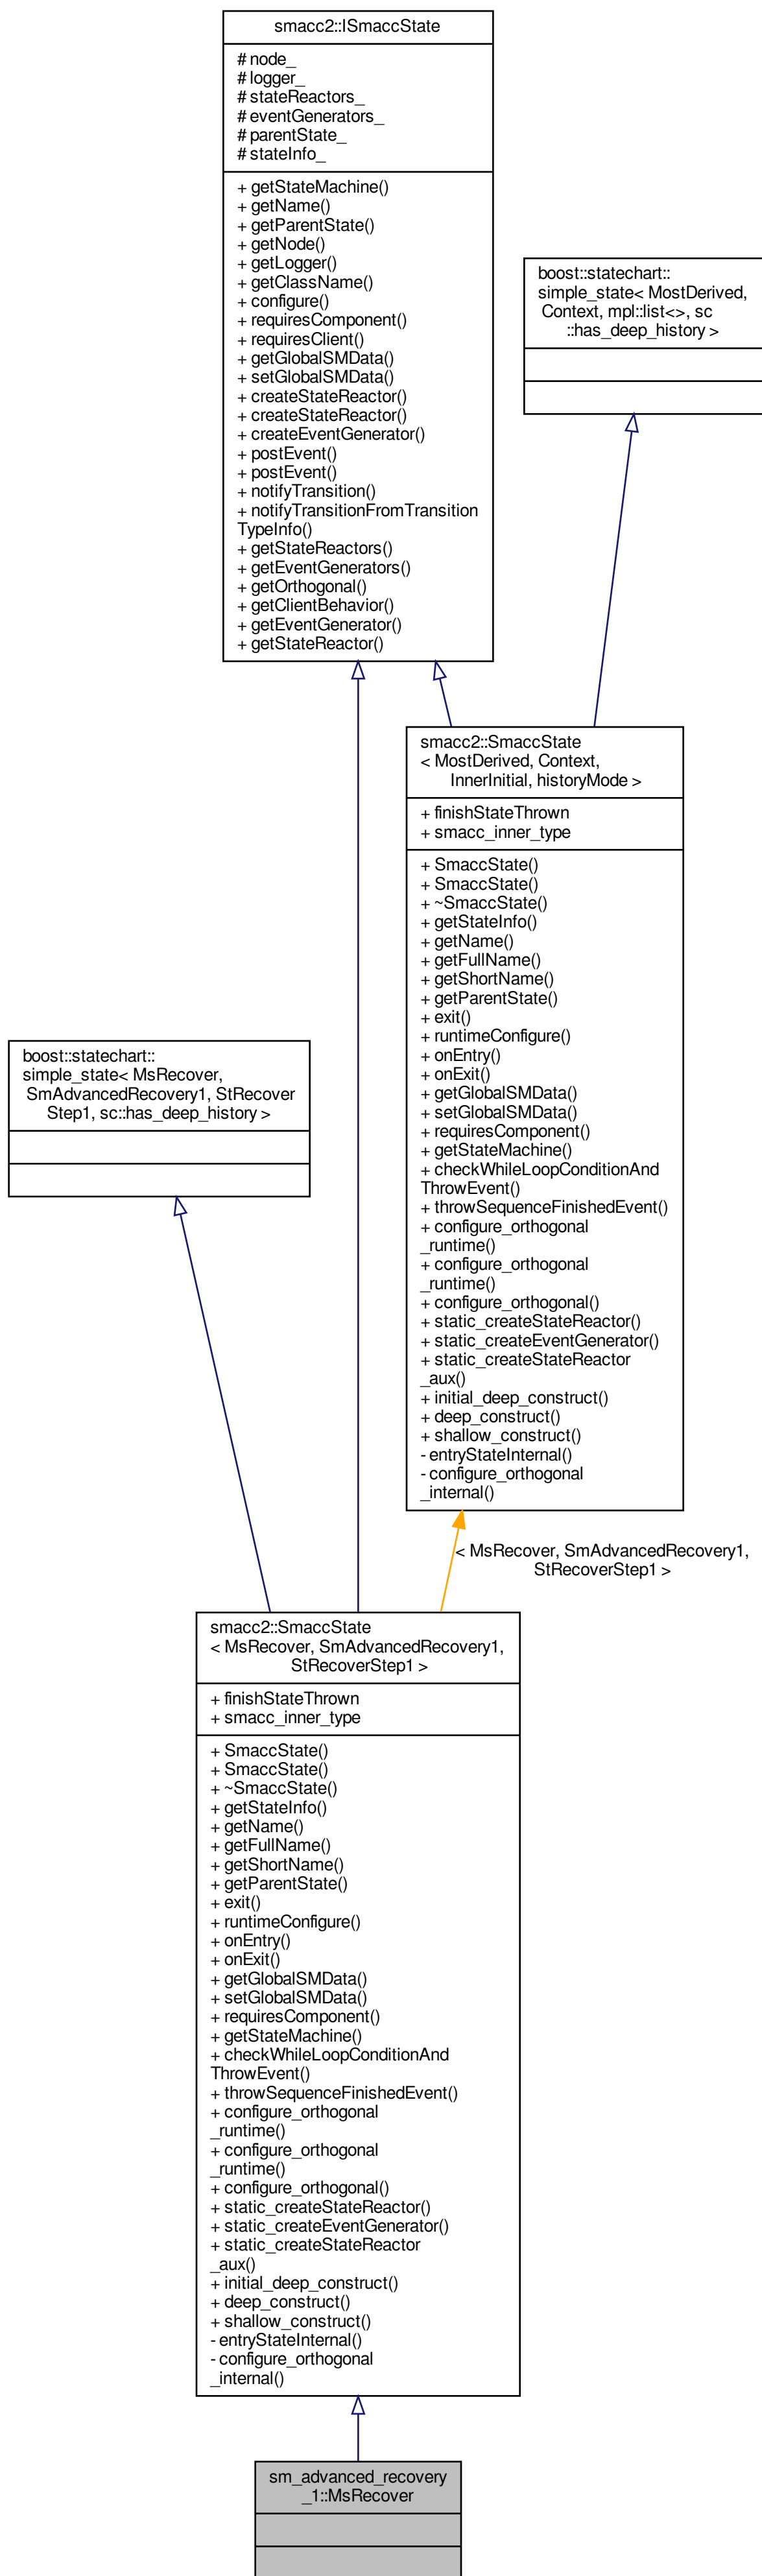 smacc2::ISmaccState
# node_
# logger_
# stateReactors_
# eventGenerators_
# parentState_
# stateInfo_
+ getStateMachine()
+ getName()
+ getParentState()
+ getNode()
+ getLogger()
+ getClassName()
+ configure()
+ requiresComponent()
+ requiresClient()
+ getGlobalSMData()
+ setGlobalSMData()
+ createStateReactor()
+ createStateReactor()
+ createEventGenerator()
+ postEvent()
+ postEvent()
+ notifyTransition()
+ notifyTransitionFromTransition
TypeInfo()
+ getStateReactors()
+ getEventGenerators()
+ getOrthogonal()
+ getClientBehavior()
+ getEventGenerator()
+ getStateReactor()
boost::statechart::
simple_state< MostDerived,
Context, mpl::list<>, sc
::has_deep_history >
smacc2::SmaccState
< MostDerived, Context,
InnerInitial, historyMode >
+ finishStateThrown
+ smacc_inner_type
+ SmaccState()
+ SmaccState()
+ ~SmaccState()
+ getStateInfo()
+ getName()
+ getFullName()
+ getShortName()
+ getParentState()
+ exit()
+ runtimeConfigure()
+ onEntry()
+ onExit()
+ getGlobalSMData()
+ setGlobalSMData()
+ requiresComponent()
+ getStateMachine()
+ checkWhileLoopConditionAnd
ThrowEvent()
+ throwSequenceFinishedEvent()
+ configure_orthogonal
_runtime()
+ configure_orthogonal
_runtime()
+ configure_orthogonal()
+ static_createStateReactor()
+ static_createEventGenerator()
+ static_createStateReactor
_aux()
+ initial_deep_construct()
+ deep_construct()
+ shallow_construct()
- entryStateInternal()
- configure_orthogonal
_internal()
boost::statechart::
simple_state< MsRecover,
SmAdvancedRecovery1, StRecover
Step1, sc::has_deep_history >
< MsRecover, SmAdvancedRecovery1,
StRecoverStep1 >
smacc2::SmaccState
< MsRecover, SmAdvancedRecovery1,
StRecoverStep1 >
+ finishStateThrown
+ smacc_inner_type
+ SmaccState()
+ SmaccState()
+ ~SmaccState()
+ getStateInfo()
+ getName()
+ getFullName()
+ getShortName()
+ getParentState()
+ exit()
+ runtimeConfigure()
+ onEntry()
+ onExit()
+ getGlobalSMData()
+ setGlobalSMData()
+ requiresComponent()
+ getStateMachine()
+ checkWhileLoopConditionAnd
ThrowEvent()
+ throwSequenceFinishedEvent()
+ configure_orthogonal
_runtime()
+ configure_orthogonal
_runtime()
+ configure_orthogonal()
+ static_createStateReactor()
+ static_createEventGenerator()
+ static_createStateReactor
_aux()
+ initial_deep_construct()
+ deep_construct()
+ shallow_construct()
- entryStateInternal()
- configure_orthogonal
_internal()
sm_advanced_recovery
_1::MsRecover